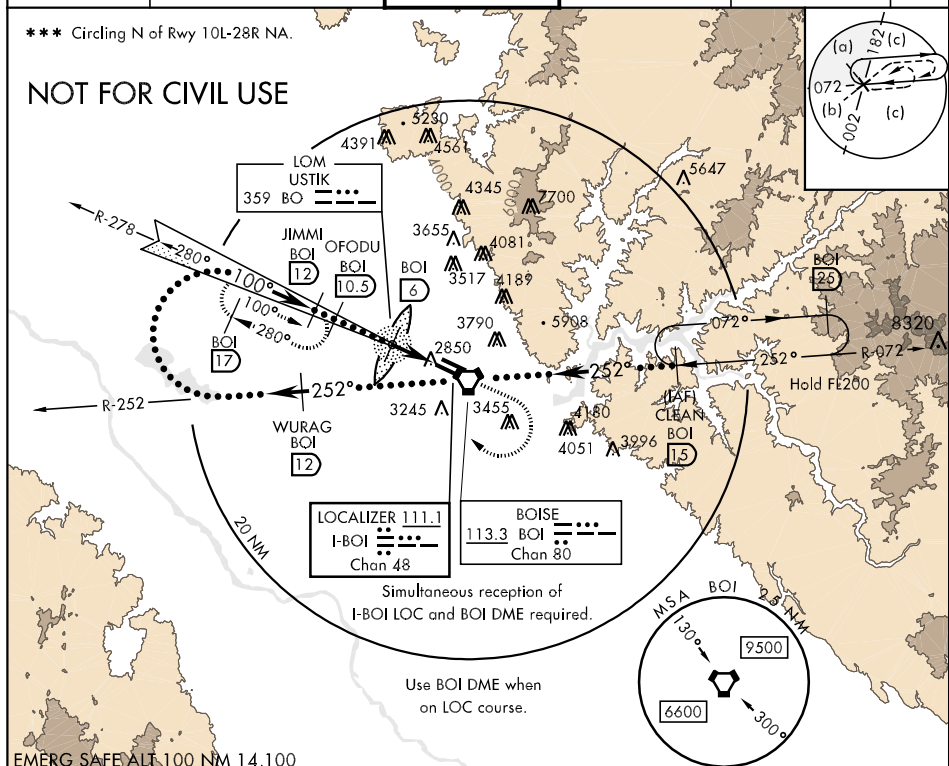 *** Circling N of Rwy 10L-28R NA.
NOT FOR CIVIL USE
(a)
182
(c)
072
(b)
(c)
002
5230
4391
4561
4000
LOM
USTIK
359 BO
5647
4345
6000
7700
R-278
280°
JIMMI
BOI
12
OFODU
BOI
10.5
3655
4081
BOI
6
3517
4189
BOI
25
100°
100°
280°
3790
5908
072°
8320
BOI
17
2850
252°
R-072
252°
252°
Hold FL200
R-252
(IAF)
CLEAN
BOI
15
3245
3455
4180
WURAG
BOI
12
4051
3996
LOCALIZER 111.1
I-BOI
Chan 48
BOISE
113.3 BOI
Chan 80
20 NM
Simultaneous reception of
I-BOI LOC and BOI DME required.
MSA BOI 25 NM
130°
9500
Use BOI DME when
on LOC course.
6600
300°
EMERG SAFE ALT 100 NM 14,100